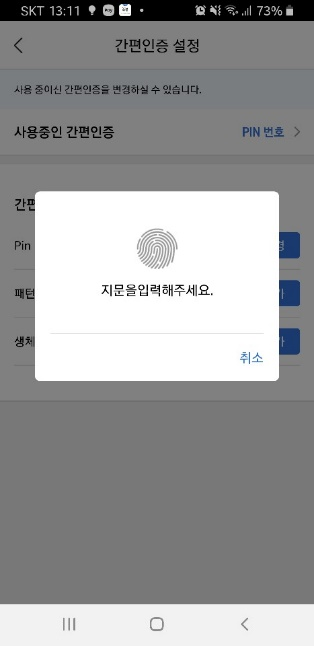 SKT 13:11
73%
간편인증 설정
사용 중이신 간편인증을 변경하실 수 있습니다.
사용중인 간편인증
PIN 번호
간편
Pin
지문을입력해주세요.
패턴
가
생체
가
취소